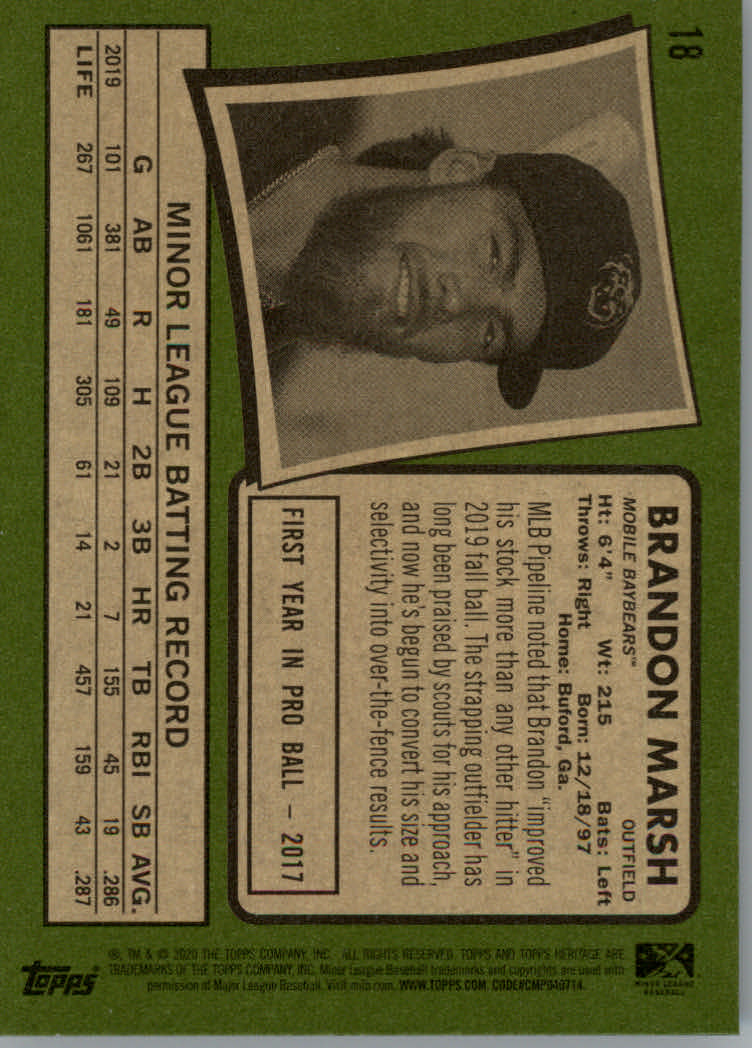 18
BRANDON MARSH
MOBILE BAYBEARS™ OUTFIELD
Ht: 6'4" Wt: 215 Bats: Left
Throws: Right Born: 12/18/97
Home: Buford, Ga.
MLB Pipeline noted that Brandon "improved
his stock more than any other hitter" in
2019 fall ball. The strapping outfielder has
long been praised by scouts for his approach,
and now he's begun to convert his size and
selectivity into over-the-fence results.
FIRST YEAR IN PRO BALL – 2017
MINOR LEAGUE BATTING RECORD
G AB R H 2B 3B HR TB RBI SB AVG.
2019 101 381 49 109 21 2 7 155 45 19 .286
LIFE 267 1061 181 305 61 14 21 457 159 43 .287
MINOR LEAGUE
BASEBALL
®, TM & © 2020 THE TOPPS COMPANY, INC. ALL RIGHTS RESERVED. TOPPS AND TOPPS HERITAGE ARE
TRADEMARKS OF THE TOPPS COMPANY, INC. Minor League Baseball trademarks and copyrights are used with
permission of Major League Baseball. Visit milb.com. WWW.TOPPS.COM. CODE#CMP040714.
topps